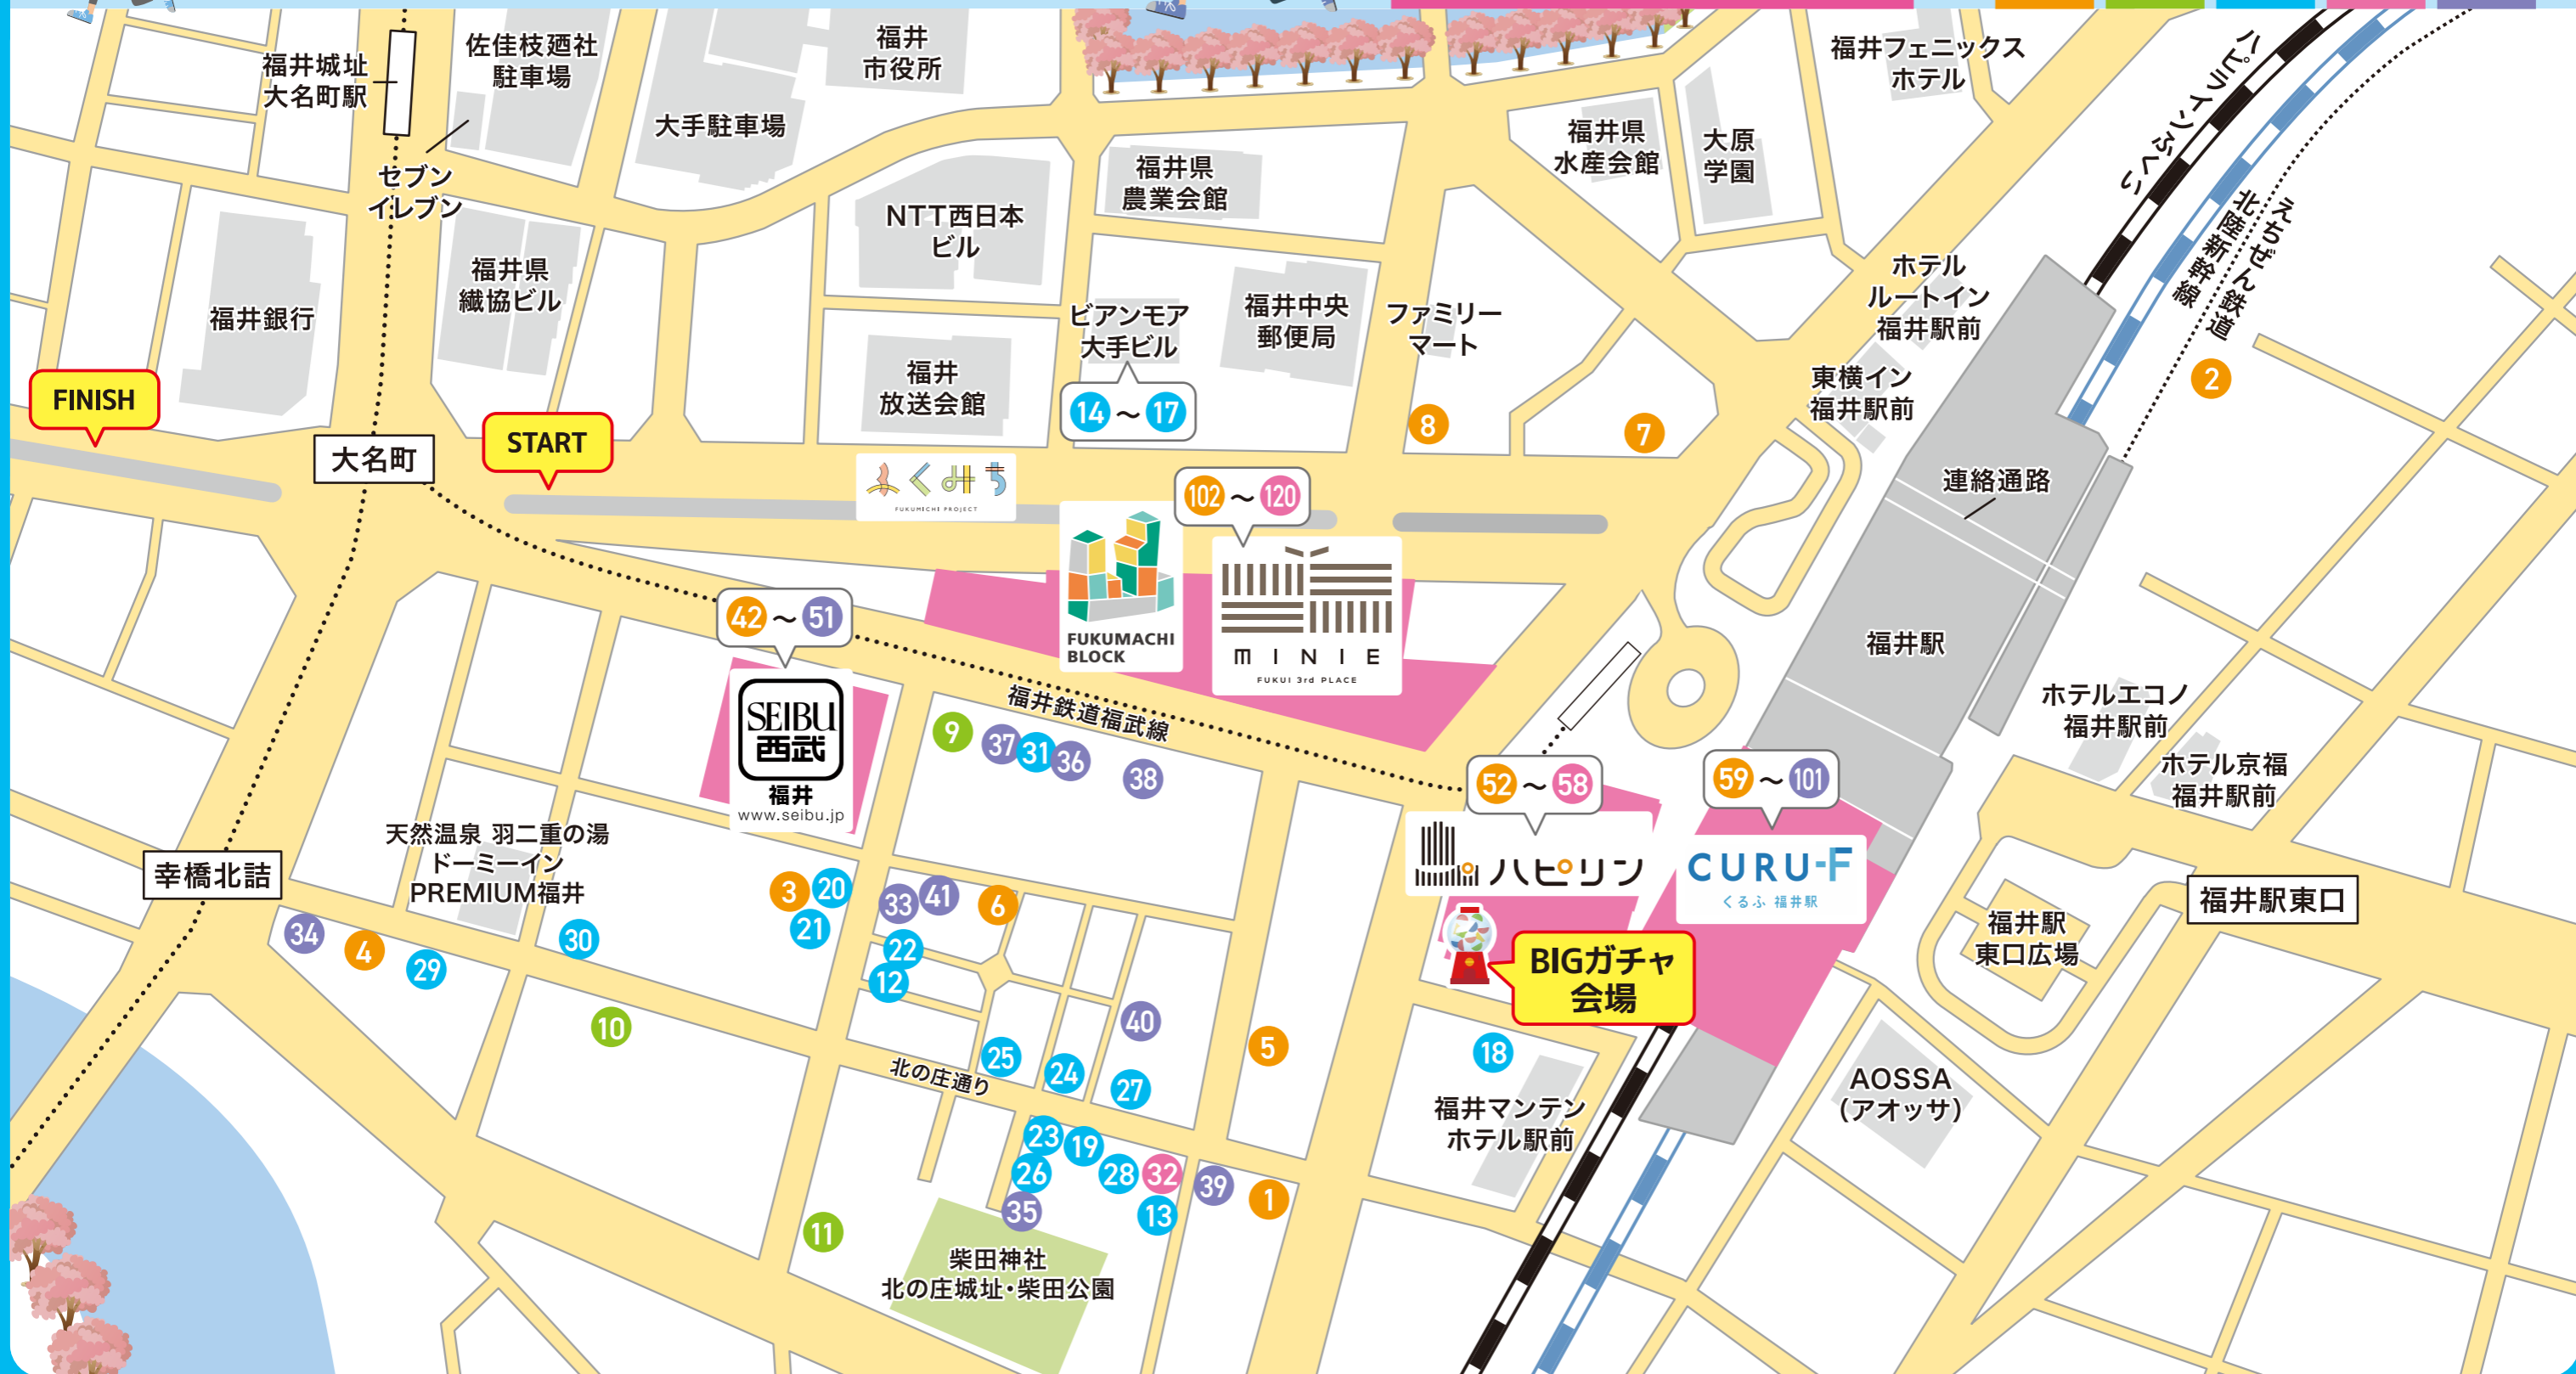 福井城址
大名町駅
佐佳枝廼社
駐車場
福井
市役所
福井フェニックス
ホテル
ハピラインふくい
大手駐車場
セブン
イレブン
福井県
農業会館
福井県
水産会館
大原
学園
NTT西日本
ビル
北陸新幹線
えちぜん鉄道
福井銀行
福井県
繊協ビル
ビアンモア
大手ビル
福井中央
郵便局
ファミリー
マート
ホテル
ルートイン
福井駅前
福井
放送会館
14～17
東横イン
福井駅前
2
FINISH
START
8
7
大名町
ふくみち
FUKUMICHI PROJECT
102～120
連絡通路
FUKUMACHI
BLOCK
MINIE
FUKUI 3rd PLACE
42～51
福井駅
SEIBU
西武
福井
www.seibu.jp
福井鉄道福武線
9
37
31
36
38
52～58
59～101
ホテルエコノ
福井駅前
ホテル京福
福井駅前
天然温泉 羽二重の湯
ドーミーイン
PREMIUM福井
幸橋北詰
3
20
21
33
41
6
ハピリン
CURU-F
くるふ 福井駅
福井駅東口
34
4
29
30
22
12
BIGガチャ
会場
福井駅
東口広場
10
25
24
40
27
5
18
北の庄通り
福井マンテン
ホテル駅前
AOSSA
(アオッサ)
23
19
26
28
32
39
1
35
13
11
柴田神社
北の庄城址・柴田公園